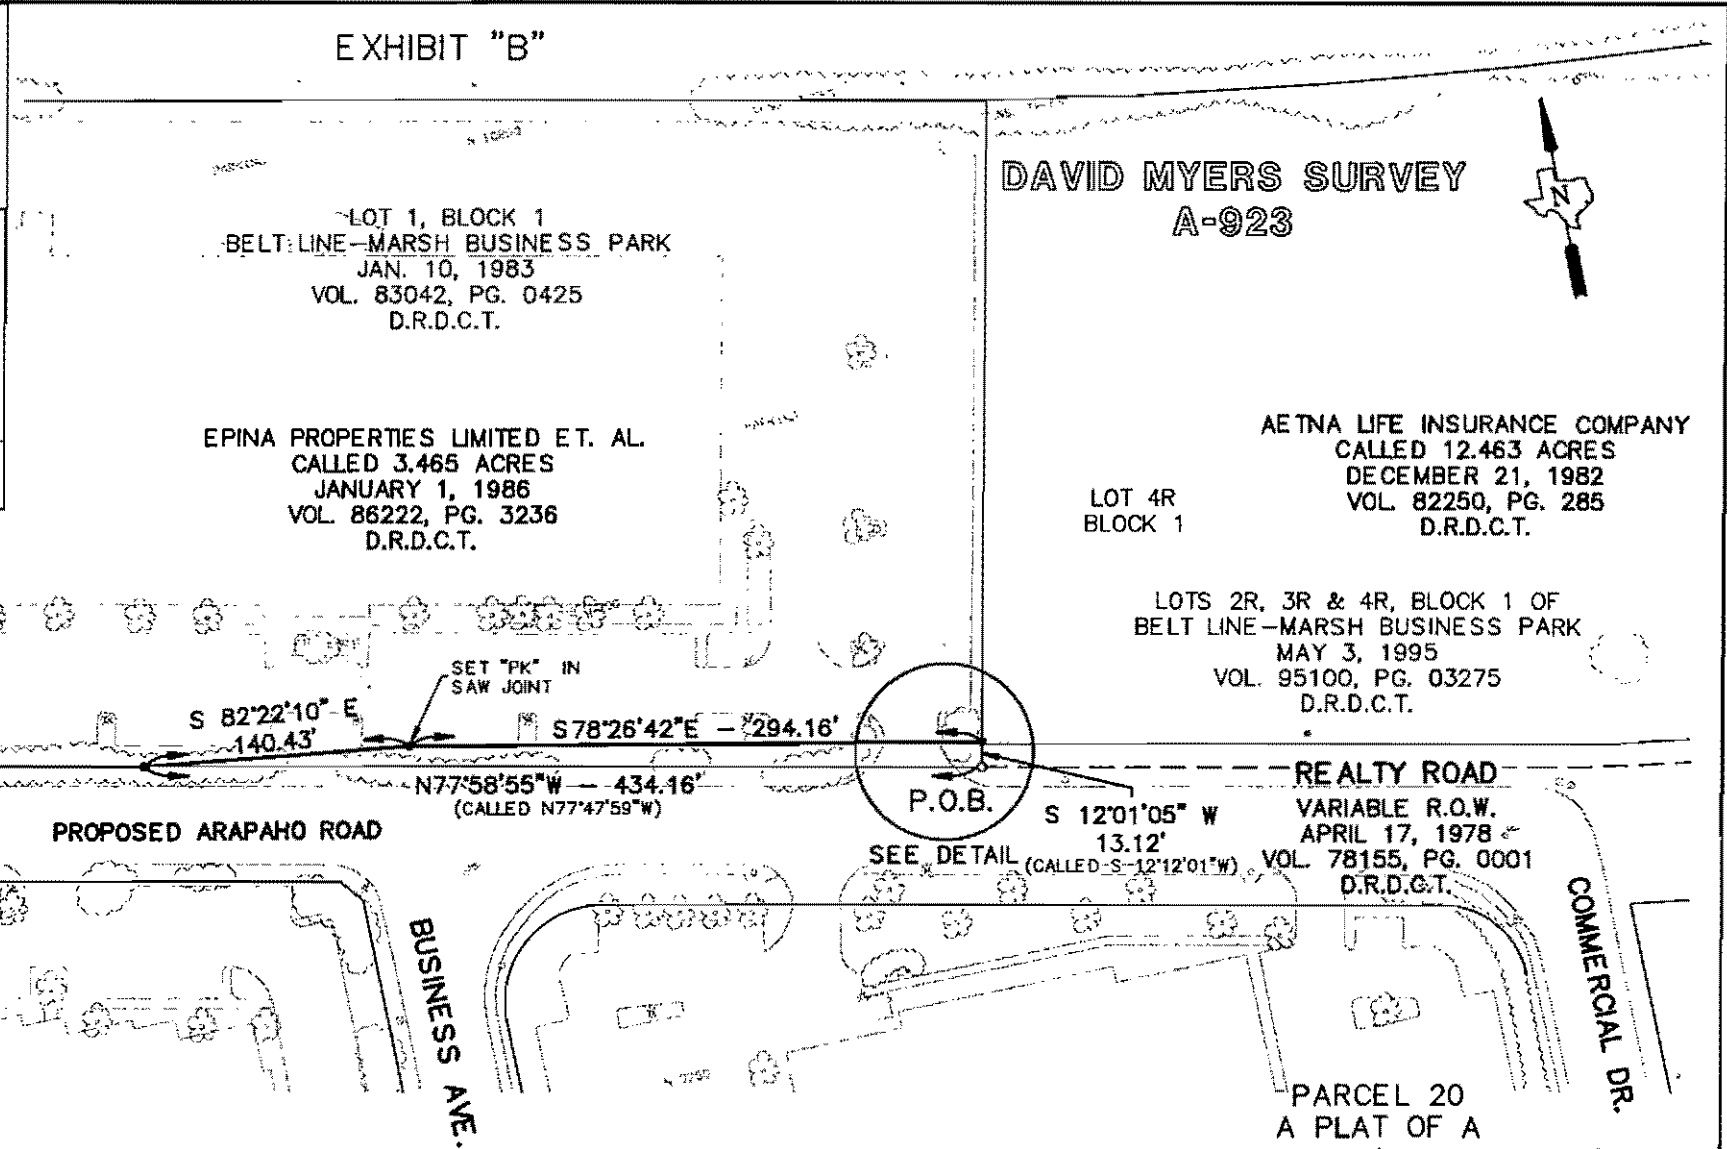 EXHIBIT "B"
DAVID MYERS SURVEY
A-923
N
LOT 1, BLOCK 1
BELT LINE-MARSH BUSINESS PARK
JAN. 10, 1983
VOL. 83042, PG. 0425
D.R.D.C.T.
EPINA PROPERTIES LIMITED ET. AL.
CALLED 3.465 ACRES
JANUARY 1, 1986
VOL. 86222, PG. 3236
D.R.D.C.T.
AETNA LIFE INSURANCE COMPANY
CALLED 12.463 ACRES
DECEMBER 21, 1982
VOL. 82250, PG. 285
D.R.D.C.T.
LOT 4R
BLOCK 1
LOTS 2R, 3R & 4R, BLOCK 1 OF
BELT LINE-MARSH BUSINESS PARK
MAY 3, 1995
VOL. 95100, PG. 03275
D.R.D.C.T.
SET "PK" IN
SAW JOINT
S 82°22'10" E
140.43'
S78°26'42"E - 294.16'
N77°58'55"W - 434.16'
(CALLED N77°47'59"W)
P.O.B.
SEE DETAIL
S 12°01'05" W
13.12'
(CALLED S 12°12'01"W)
REALTY ROAD
VARIABLE R.O.W.
APRIL 17, 1978
VOL. 78155, PG. 0001
D.R.D.C.T.
PROPOSED ARAPAHO ROAD
BUSINESS AVE.
COMMERCIAL DR.
PARCEL 20
A PLAT OF A